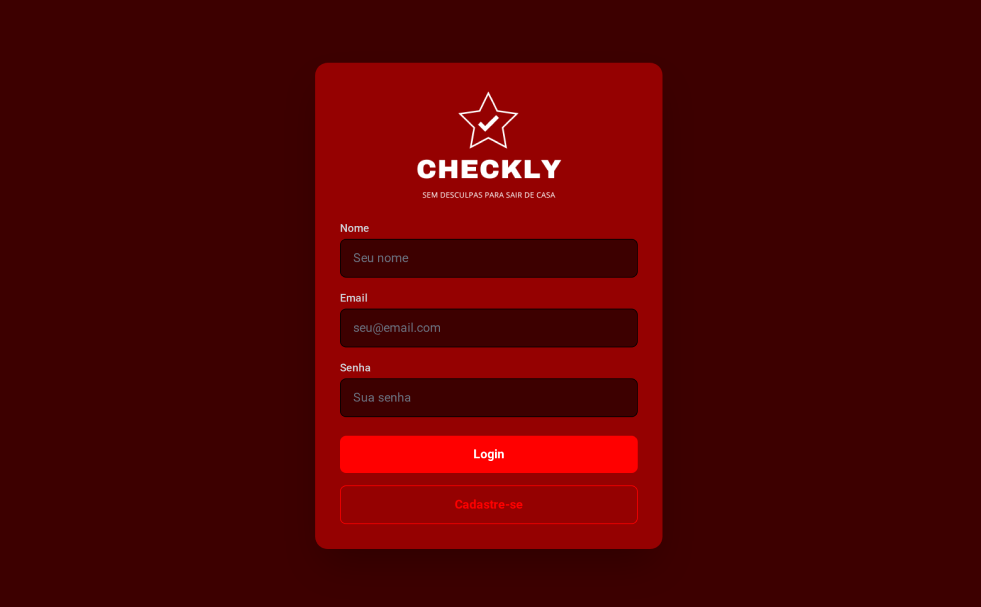 CHECKLY
SEM DESCULPAS PARA SAIR DE CASA
Nome
Seu nome
Email
seu@email.com
Senha
Sua senha
Login
Cadastre-se